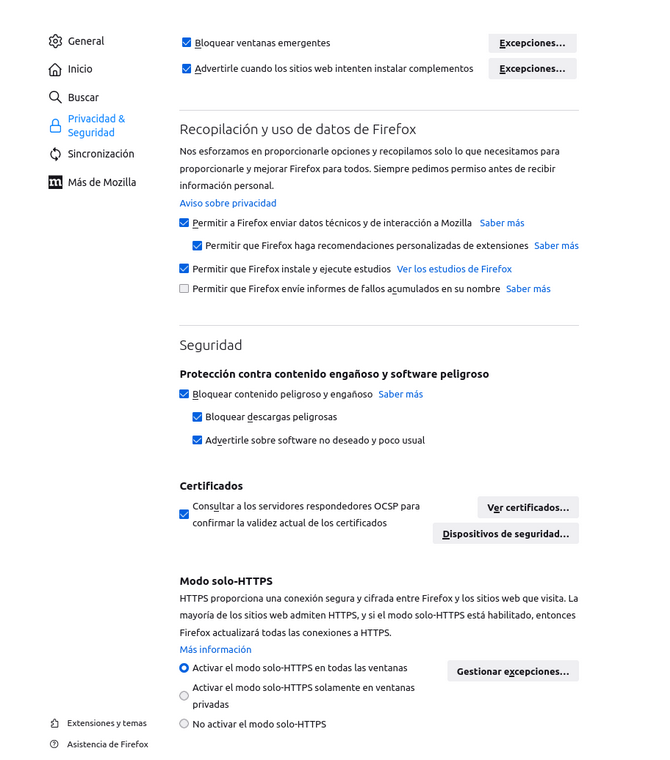 General
Inicio
Buscar
Privacidad &
Seguridad
Sincronización
Más de Mozilla
Extensiones y temas
Asistencia de Firefox
Bloquear ventanas emergentes
Excepciones...
Advertirle cuando los sitios web intenten instalar complementos
Excepciones...
Recopilación y uso de datos de Firefox
Nos esforzamos en proporcionarle opciones y recopilamos solo lo que necesitamos para
proporcionarle y mejorar Firefox para todos. Siempre pedimos permiso antes de recibir
información personal.
Aviso sobre privacidad
Permitir a Firefox enviar datos técnicos y de interacción a Mozilla Saber más
Permitir que Firefox haga recomendaciones personalizadas de extensiones Saber más
Permitir que Firefox instale y ejecute estudios Ver los estudios de Firefox
Permitir que Firefox envíe informes de fallos acumulados en su nombre Saber más
Seguridad
Protección contra contenido engañoso y software peligroso
Bloquear contenido peligroso y engañoso Saber más
Bloquear descargas peligrosas
Advertirle sobre software no deseado y poco usual
Certificados
Consultar a los servidores respondedores OCSP para
confirmar la validez actual de los certificados
Ver certificados...
Dispositivos de seguridad...
Modo solo-HTTPS
HTTPS proporciona una conexión segura y cifrada entre Firefox y los sitios web que visita. La
mayoría de los sitios web admiten HTTPS, y si el modo solo-HTTPS está habilitado, entonces
Firefox actualizará todas las conexiones a HTTPS.
Más información
Activar el modo solo-HTTPS en todas las ventanas
Gestionar excepciones...
Activar el modo solo-HTTPS solamente en ventanas
privadas
No activar el modo solo-HTTPS